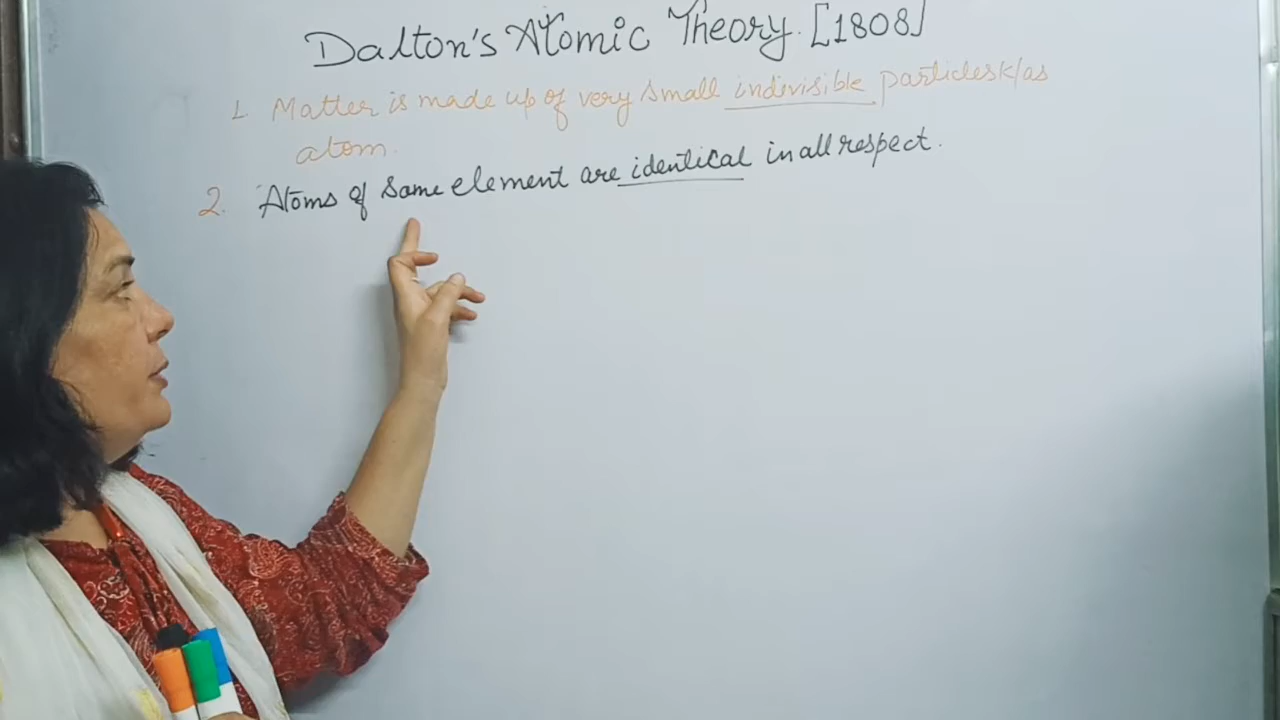 Dalton's Atomic Theory. [1808]
1. Matter is made up of very small indivisible particles k/as
atom.
2. Atoms of same element are identical in all respect.